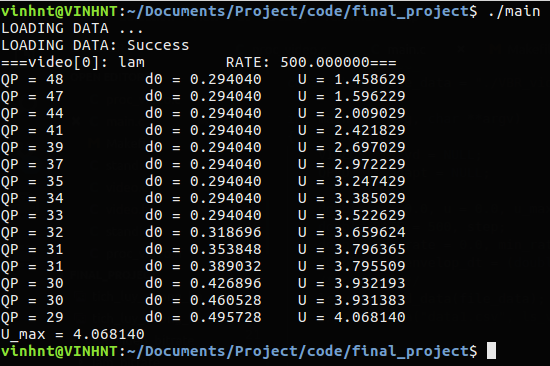 vinhnt@VINHNT:~/Documents/Project/code/final_project$ ./main
LOADING DATA ...
LOADING DATA: Success
===video[0]: lam RATE: 500.000000===
QP = 48 d0 = 0.294040 U = 1.458629
QP = 47 d0 = 0.294040 U = 1.596229
QP = 44 d0 = 0.294040 U = 2.009029
QP = 41 d0 = 0.294040 U = 2.421829
QP = 39 d0 = 0.294040 U = 2.697029
QP = 37 d0 = 0.294040 U = 2.972229
QP = 35 d0 = 0.294040 U = 3.247429
QP = 34 d0 = 0.294040 U = 3.385029
QP = 33 d0 = 0.294040 U = 3.522629
QP = 32 d0 = 0.318696 U = 3.659624
QP = 31 d0 = 0.353848 U = 3.796365
QP = 31 d0 = 0.389032 U = 3.795509
QP = 30 d0 = 0.426896 U = 3.932193
QP = 30 d0 = 0.460528 U = 3.931383
QP = 29 d0 = 0.495728 U = 4.068140
U_max = 4.068140
vinhnt@VINHNT:~/Documents/Project/code/final_project$